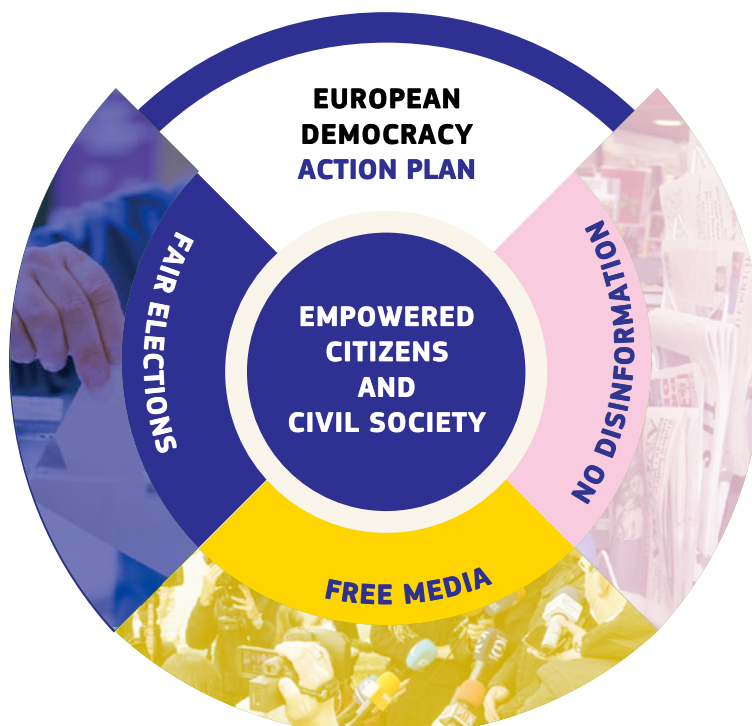 EUROPEAN
DEMOCRACY
ACTION PLAN
FAIR ELECTIONS
EMPOWERED
CITIZENS
AND
CIVIL SOCIETY
NO DISINFORMATION
FREE MEDIA